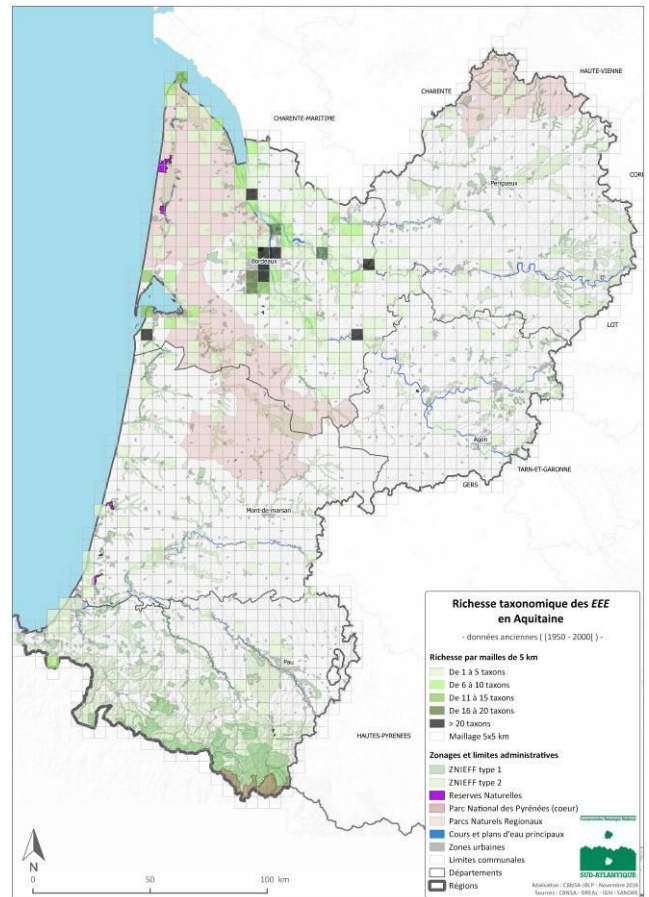 HAUTE-VIENNE
CHARENTE
CHARENTE-MARITIME
Périgueux
Bordeaux
LOT
Agen
TARN-ET-GARONNE
GERS
Mont-de-marsan
Pau
HAUTES-PYRENEES
Richesse taxonomique des EEE
en Aquitaine
- données anciennes ( [1950 - 2000[ ) -
Richesse par mailles de 5 km
De 1 à 5 taxons
De 6 à 10 taxons
De 11 à 15 taxons
De 16 à 20 taxons
> 20 taxons
Maillage 5x5 km
Zonages et limites administratives
ZNIEFF type 1
ZNIEFF type 2
Reserves Naturelles
Parc National des Pyrénées (coeur)
Parcs Naturels Regionaux
Cours et plans d'eau principaux
Zones urbaines
Limites communales
Départements
Régions
SUD-ATLANTIQUE
Réalisation : CBNSA-JBLP - Novembre 2016
Sources : CBNSA - DREAL - IGN - SANDRE
0 50 100 km
N